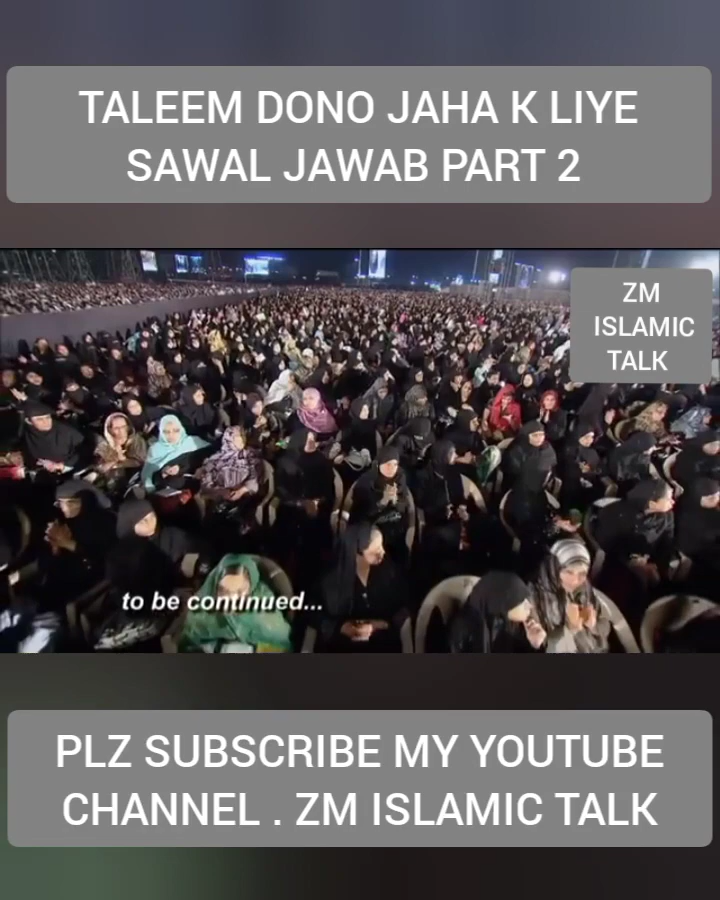 TALEEM DONO JAHA K LIYE
SAWAL JAWAB PART 2
ZM
ISLAMIC
TALK
to be continued...
PLZ SUBSCRIBE MY YOUTUBE
CHANNEL . ZM ISLAMIC TALK